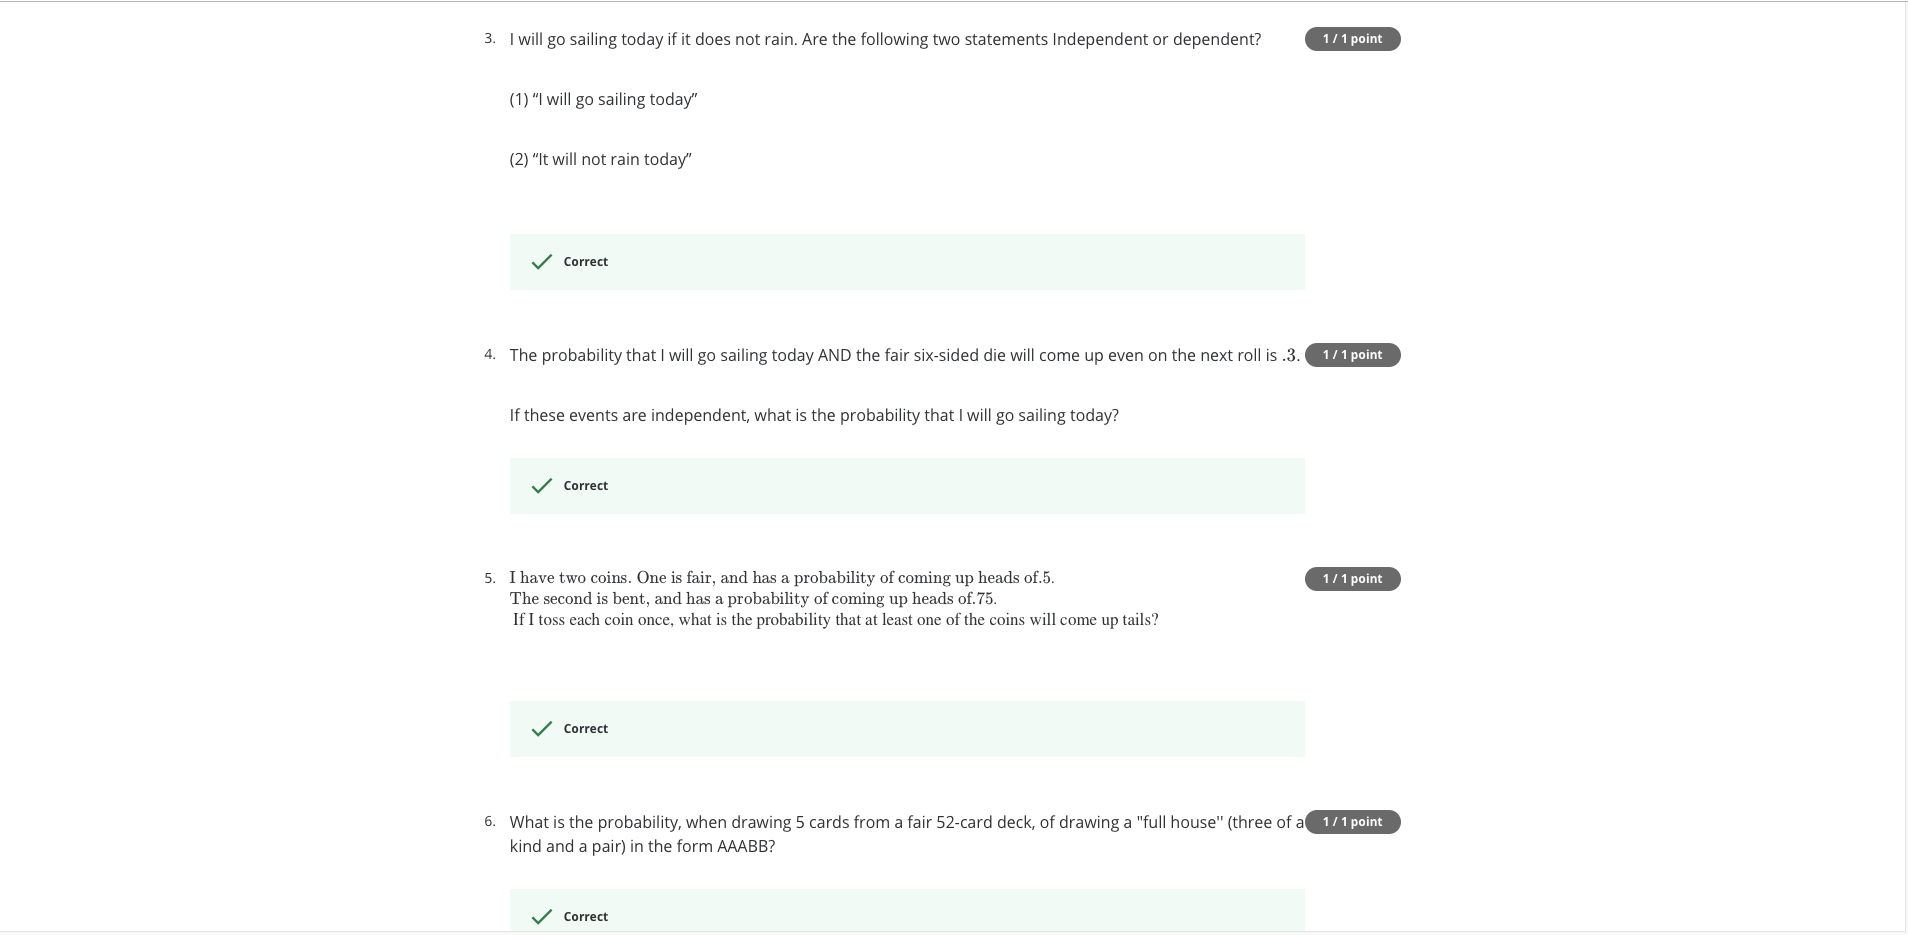 3. I will go sailing today if it does not rain. Are the following two statements Independent or dependent? 1 / 1 point
(1) “I will go sailing today”
(2) “It will not rain today”
Correct
4. The probability that I will go sailing today AND the fair six-sided die will come up even on the next roll is .3. 1 / 1 point
If these events are independent, what is the probability that I will go sailing today?
Correct
5. I have two coins. One is fair, and has a probability of coming up heads of.5. 1 / 1 point
The second is bent, and has a probability of coming up heads of.75.
If I toss each coin once, what is the probability that at least one of the coins will come up tails?
Correct
6. What is the probability, when drawing 5 cards from a fair 52-card deck, of drawing a "full house'' (three of a 1 / 1 point
kind and a pair) in the form AAABB?
Correct